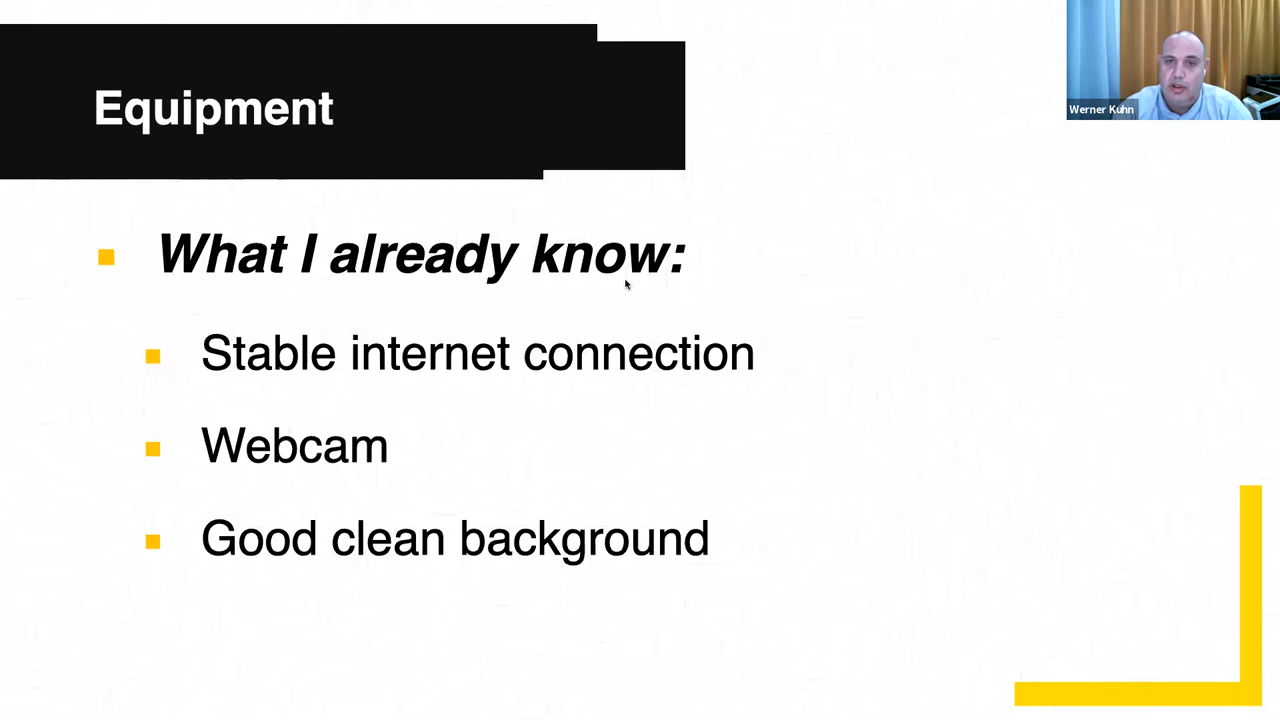 Equipment
Werner Kuhn
What I already know:
Stable internet connection
Webcam
Good clean background